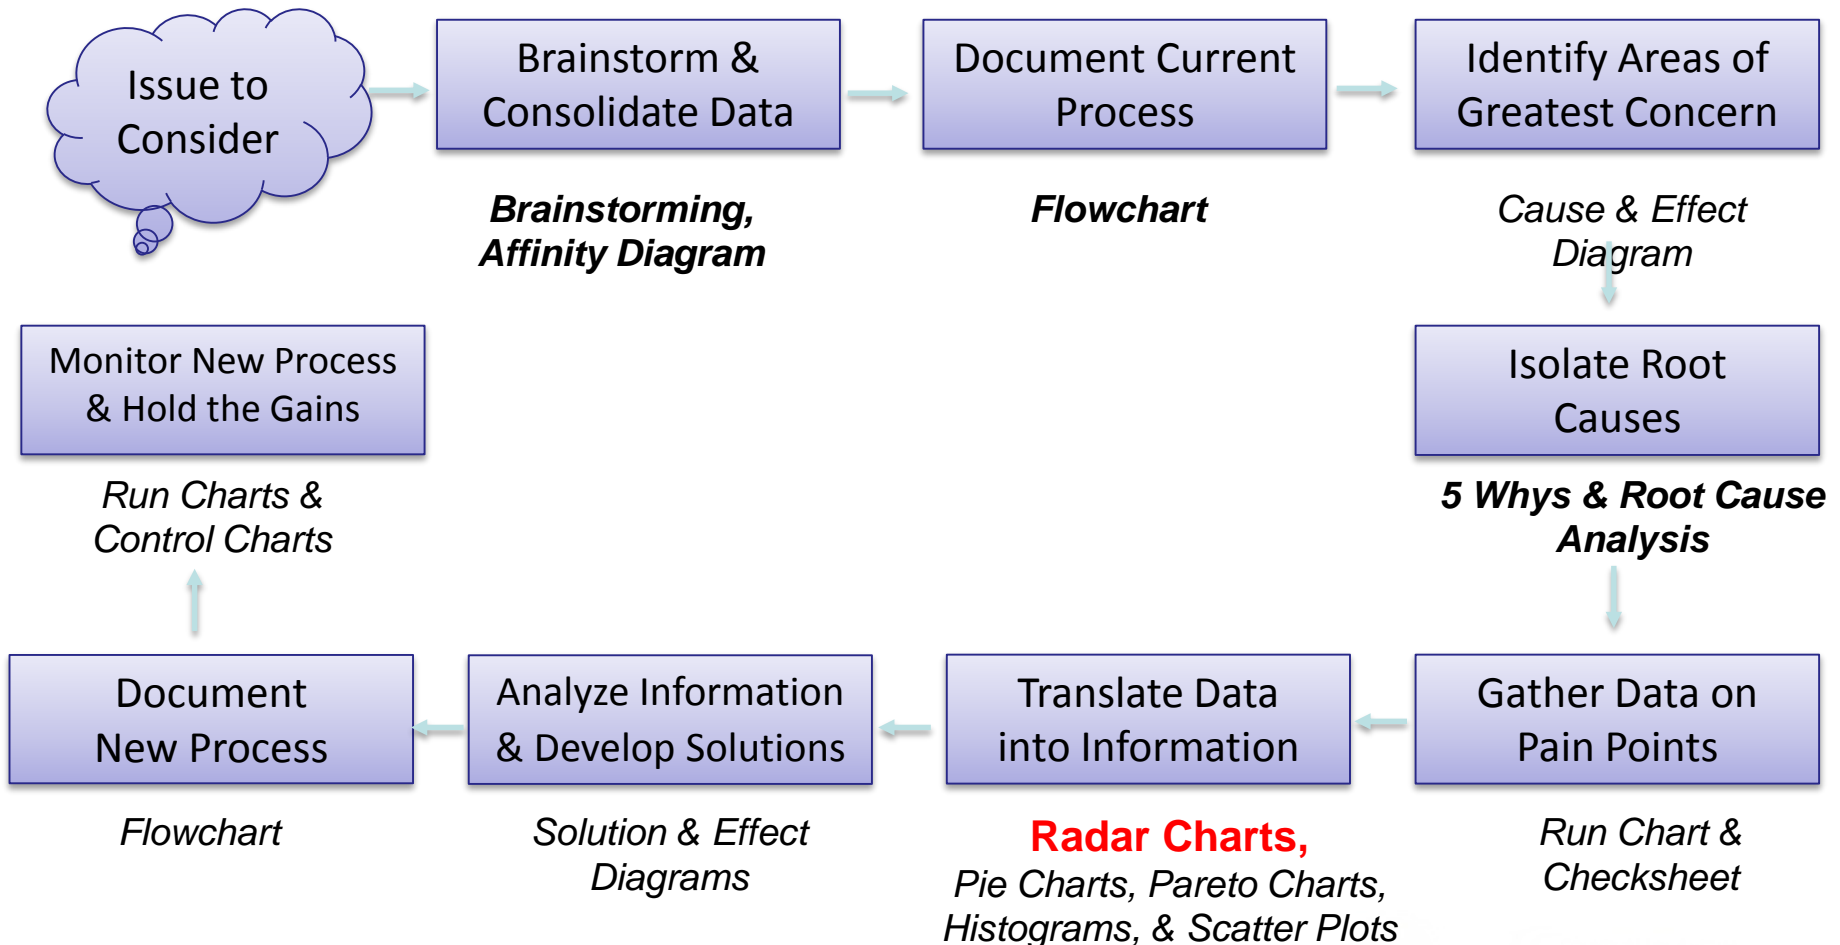 Issue to
Consider
Brainstorm &
Consolidate Data
Brainstorming,
Affinity Diagram
Document Current
Process
Flowchart
Identify Areas of
Greatest Concern
Cause & Effect
Diagram
Isolate Root
Causes
5 Whys & Root Cause
Analysis
Gather Data on
Pain Points
Run Chart &
Checksheet
Translate Data
into Information
Radar Charts,
Pie Charts, Pareto Charts,
Histograms, & Scatter Plots
Analyze Information
& Develop Solutions
Solution & Effect
Diagrams
Document
New Process
Flowchart
Monitor New Process
& Hold the Gains
Run Charts &
Control Charts